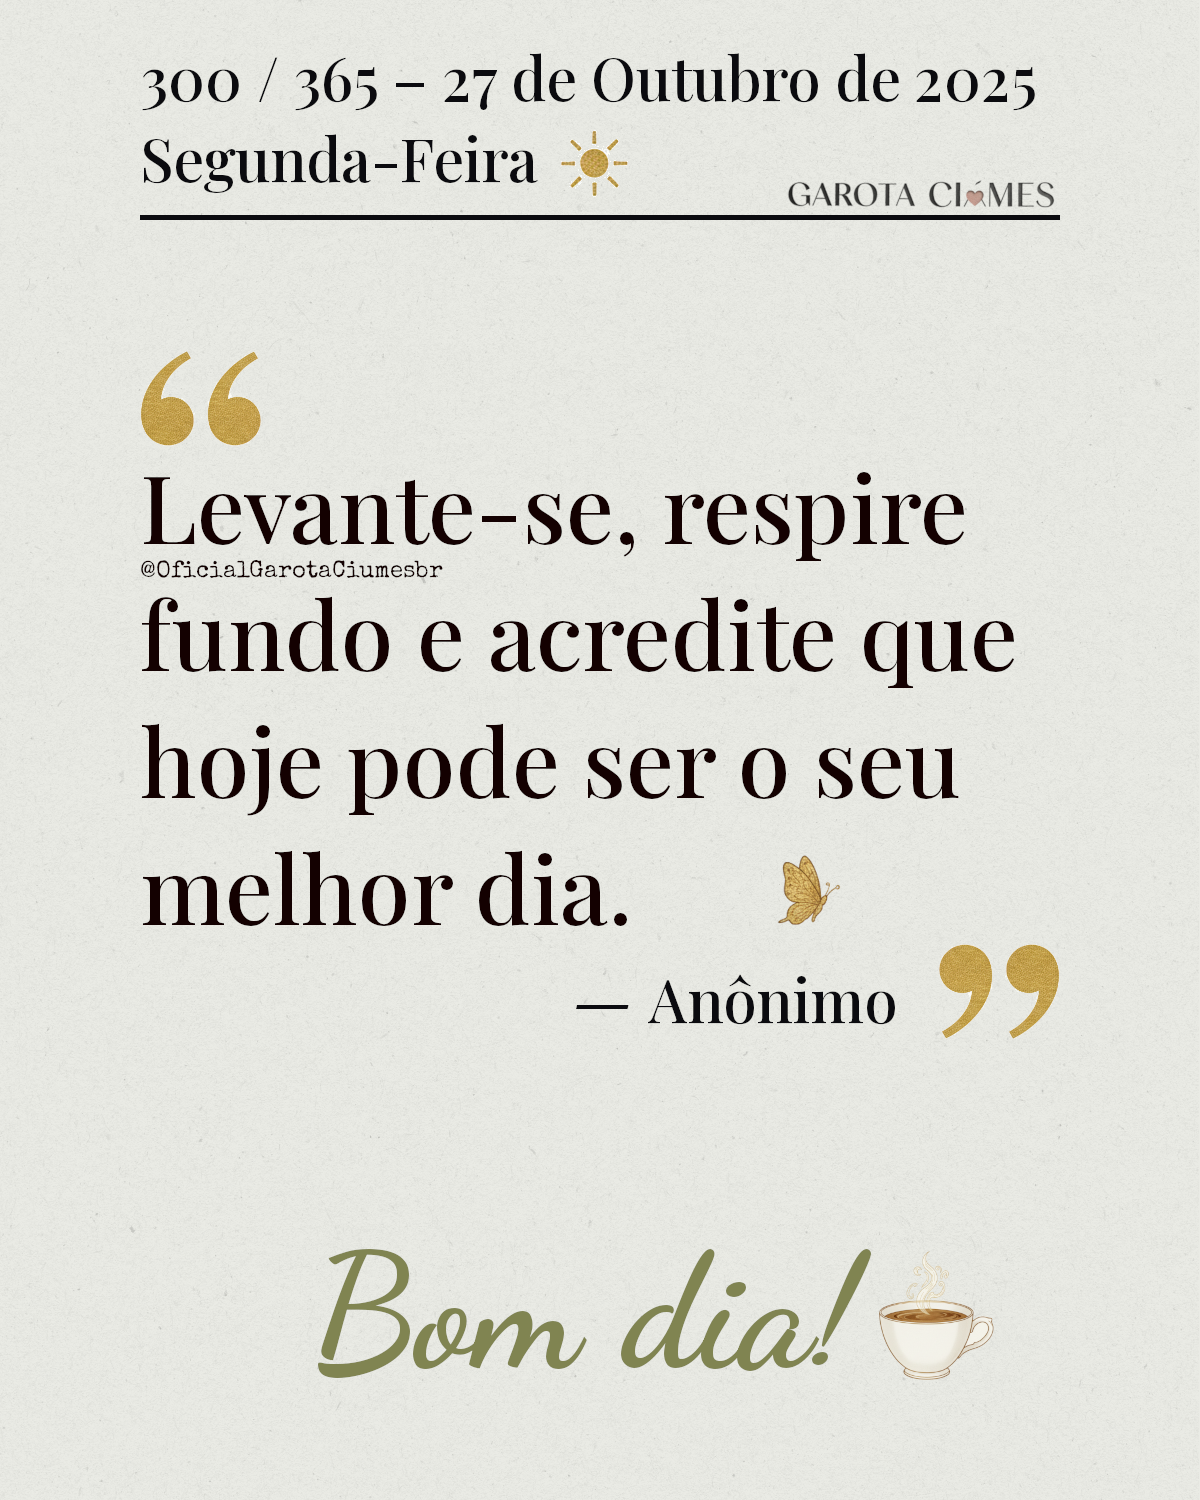 300 / 365 – 27 de Outubro de 2025
Segunda-Feira
GAROTA CIÚMES
“
Levante-se, respire
@OficialGarotaCiumesbr
fundo e acredite que
hoje pode ser o seu
melhor dia.
— Anônimo ”
Bom dia!